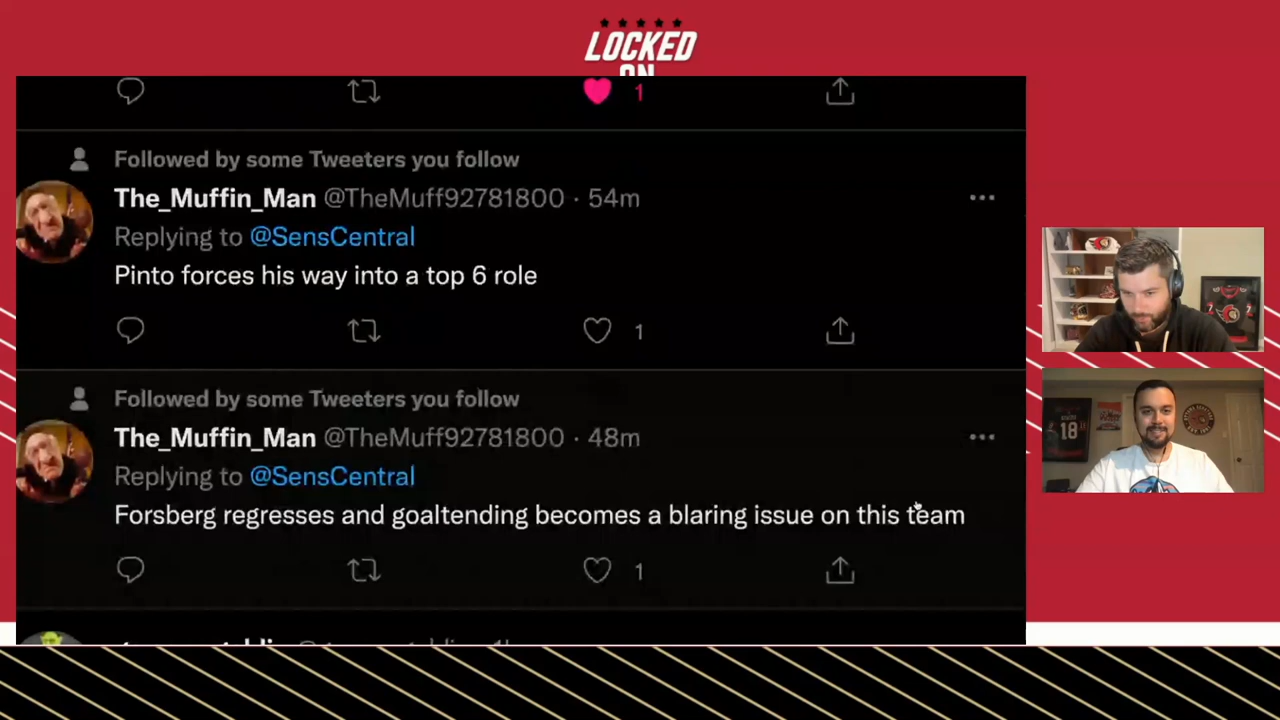 LOCKED
ON
1
Followed by some Tweeters you follow
The_Muffin_Man @TheMuff92781800 · 54m
Replying to @SensCentral
Pinto forces his way into a top 6 role
1
Followed by some Tweeters you follow
The_Muffin_Man @TheMuff92781800 · 48m
Replying to @SensCentral
Forsberg regresses and goaltending becomes a blaring issue on this team
1
18